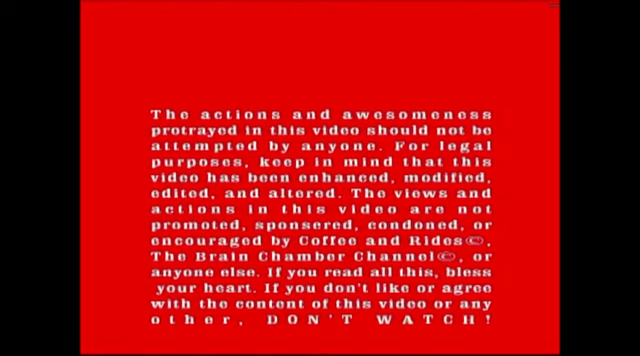 The actions and awesomeness
protrayed in this video should not be
attempted by anyone. For legal
purposes, keep in mind that this
video has been enhanced, modified,
edited, and altered. The views and
actions in this video are not
promoted, sponsered, condoned, or
encouraged by Coffee and Rides©,
The Brain Chamber Channel©, or
anyone else. If you read all this, bless
your heart. If you don't like or agree
with the content of this video or any
other, DON'T WATCH!